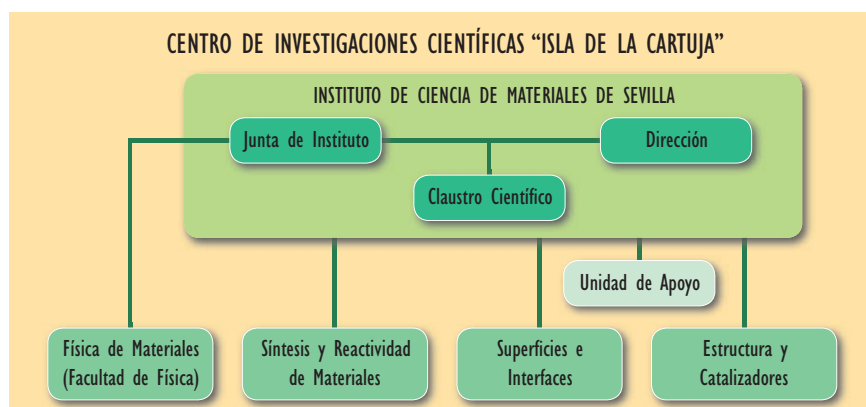 CENTRO DE INVESTIGACIONES CIENTÍFICAS “ISLA DE LA CARTUJA”
INSTITUTO DE CIENCIA DE MATERIALES DE SEVILLA
Junta de Instituto
Dirección
Claustro Científico
Unidad de Apoyo
Física de Materiales
(Facultad de Física)
Síntesis y Reactividad
de Materiales
Superficies e
Interfaces
Estructura y
Catalizadores